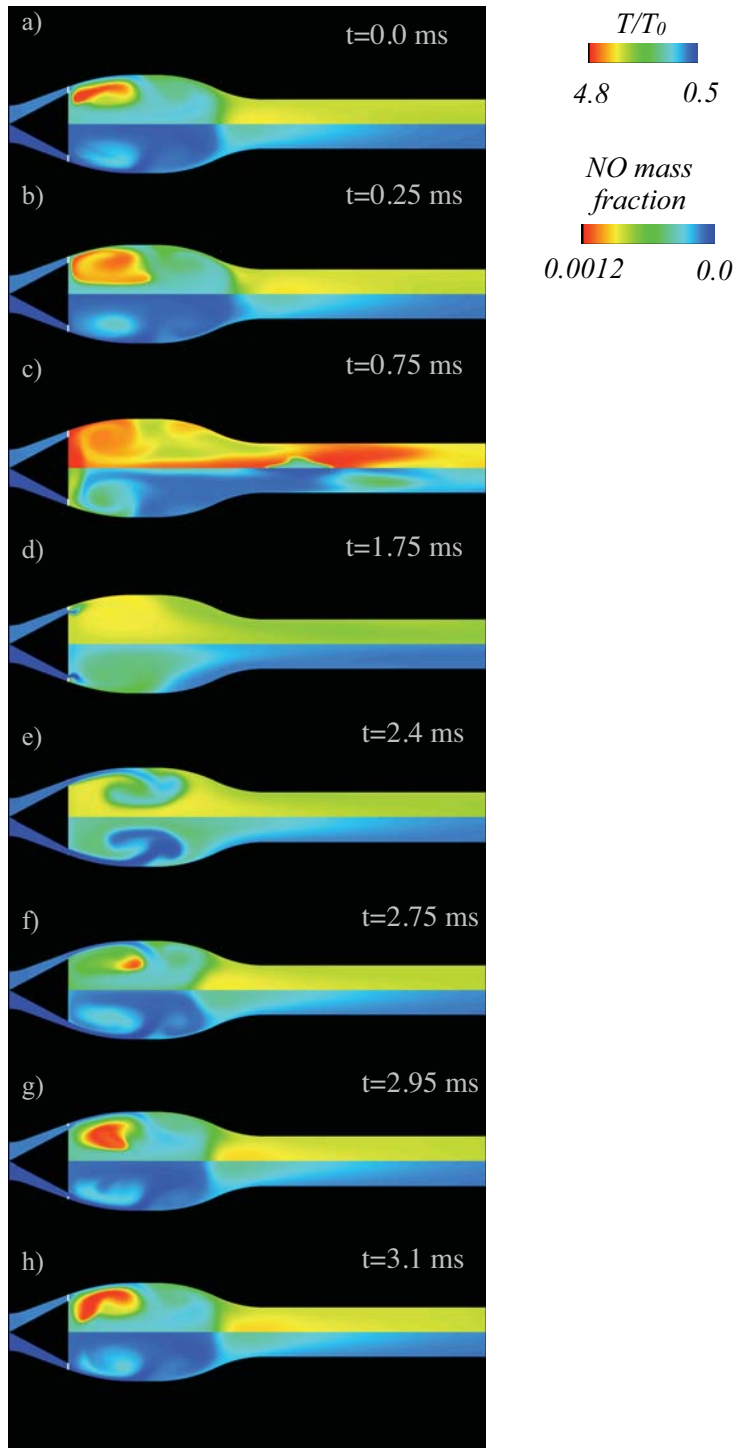 a)
t=0.0 ms
T/T0
4.8 0.5
b)
t=0.25 ms
NO mass
fraction
0.0012 0.0
c)
t=0.75 ms
d)
t=1.75 ms
e)
t=2.4 ms
f)
t=2.75 ms
g)
t=2.95 ms
h)
t=3.1 ms